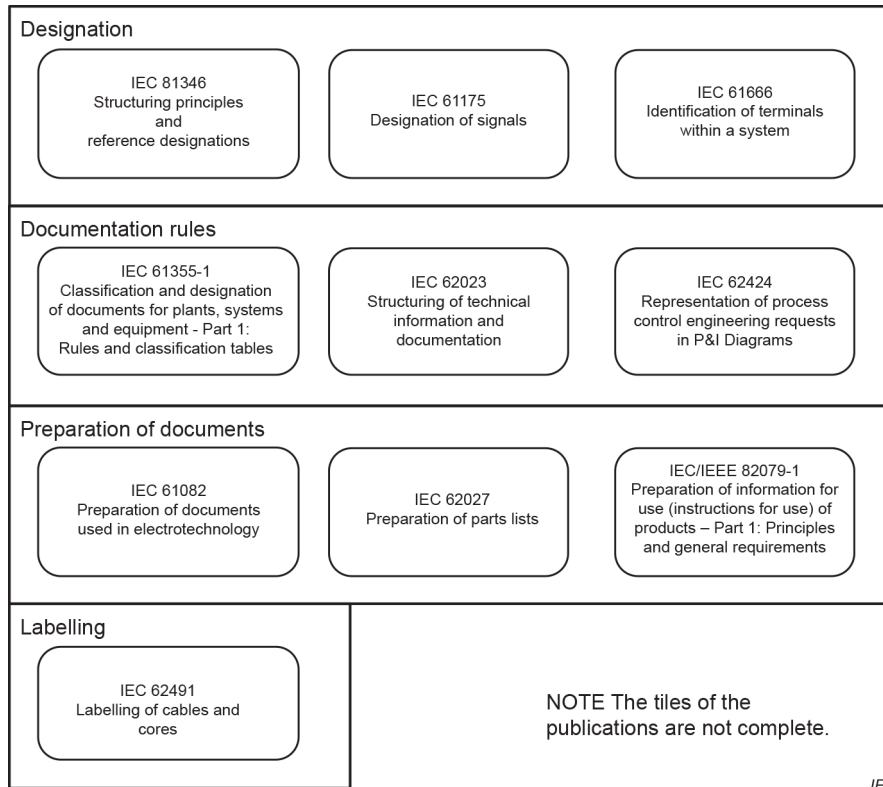 Designation
IEC 81346
Structuring principles
and
reference designations
IEC 61175
Designation of signals
IEC 61666
Identification of terminals
within a system
Documentation rules
IEC 61355-1
Classification and designation
of documents for plants, systems
and equipment - Part 1:
Rules and classification tables
IEC 62023
Structuring of technical
information and
documentation
IEC 62424
Representation of process
control engineering requests
in P&I Diagrams
Preparation of documents
IEC 61082
Preparation of documents
used in electrotechnology
IEC 62027
Preparation of parts lists
IEC/IEEE 82079-1
Preparation of information for
use (instructions for use) of
products – Part 1: Principles
and general requirements
Labelling
IEC 62491
Labelling of cables and
cores
NOTE The tiles of the
publications are not complete.